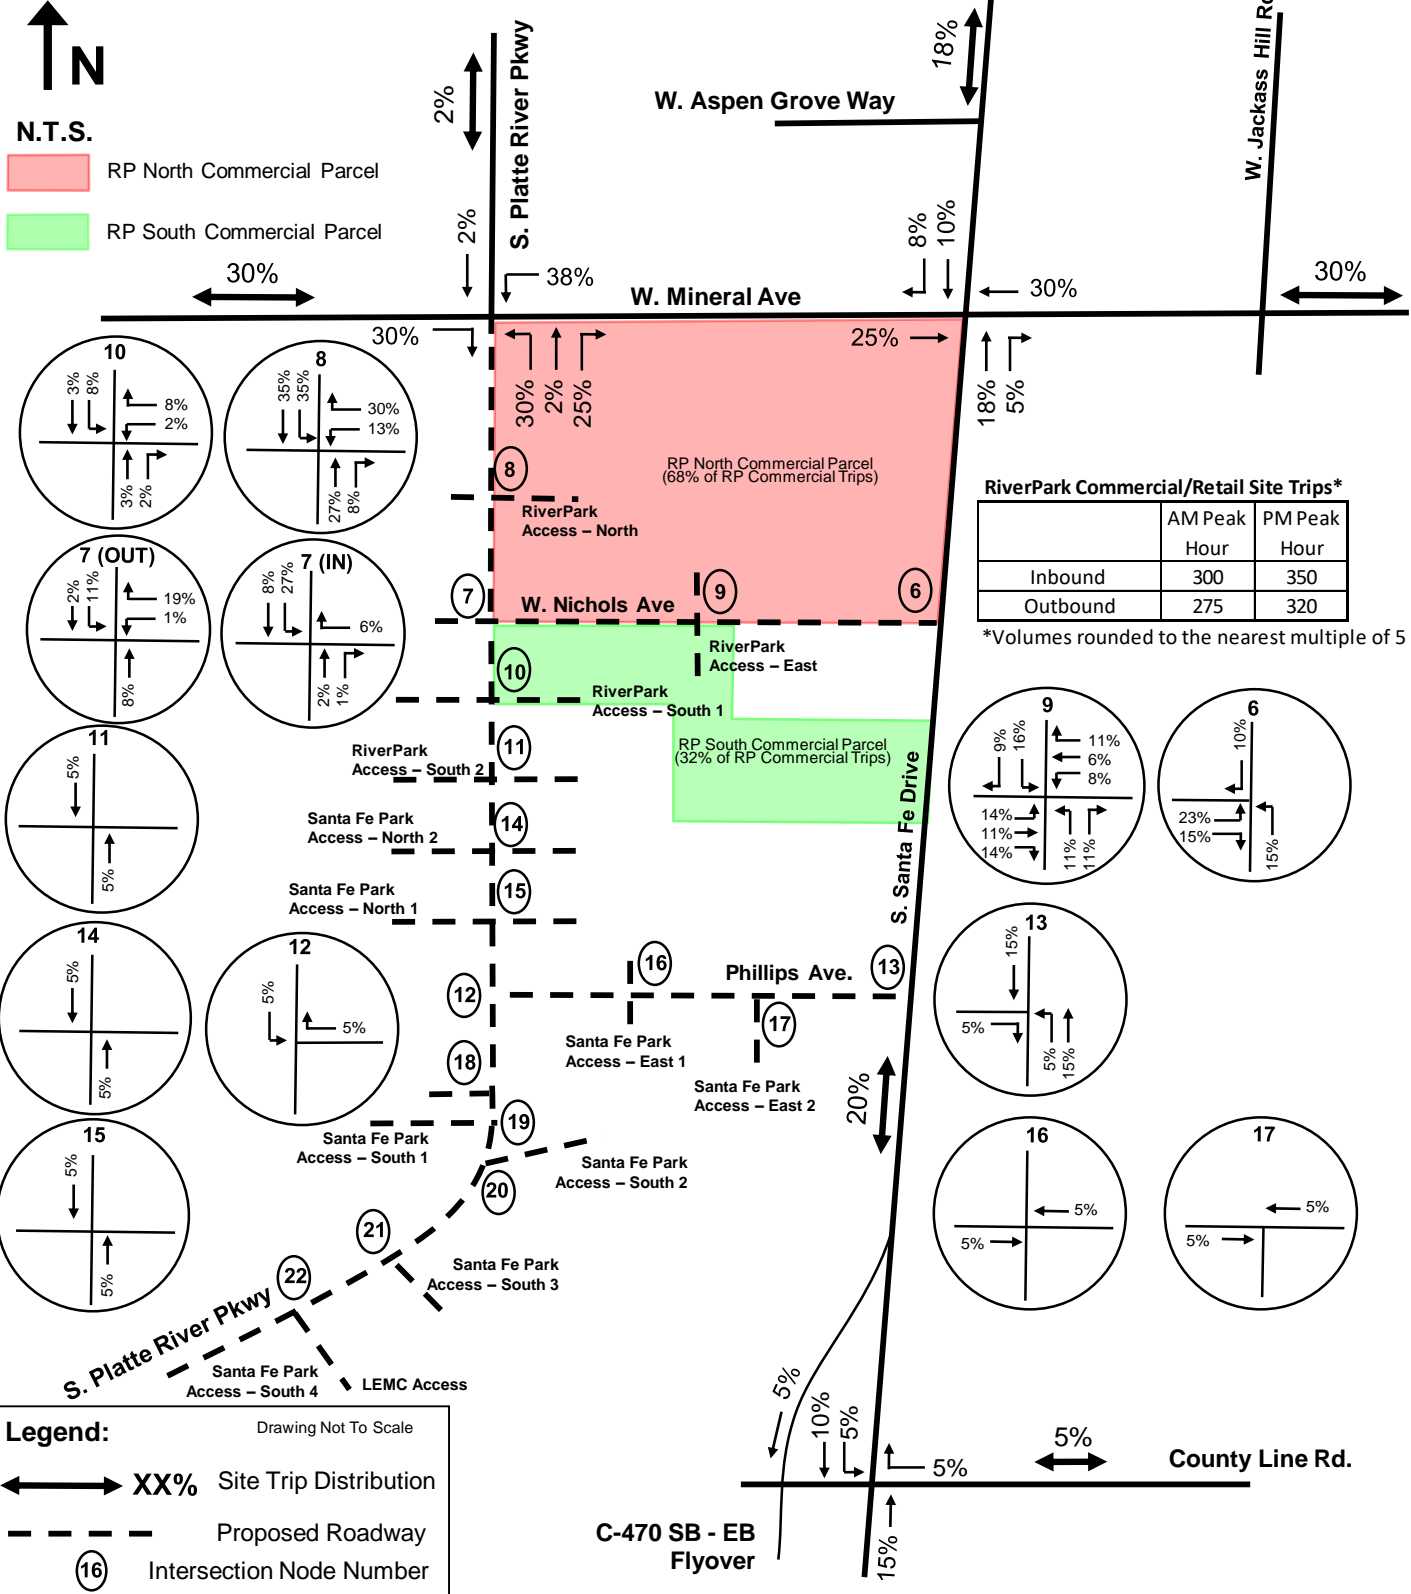 N
N.T.S.
RP North Commercial Parcel
RP South Commercial Parcel
2%
S. Platte River Pkwy
18%
W. Aspen Grove Way
W. Jackass Hill
2%
8%
10%
30%
38%
W. Mineral Ave
30%
30%
30%
25%
30%
2%
25%
18%
5%
10
3%
8%
8%
2%
3%
2%
8
35%
35%
30%
13%
27%
8%
8
RiverPark
Access – North
RP North Commercial Parcel
(68% of RP Commercial Trips)
RiverPark Commercial/Retail Site Trips*
AM Peak
Hour
PM Peak
Hour
Inbound
300
350
Outbound
275
320
*Volumes rounded to the nearest multiple of 5
7 (OUT)
2%
11%
19%
1%
8%
7 (IN)
8%
27%
6%
2%
1%
7
W. Nichols Ave
9
6
RiverPark
Access – East
10
RiverPark
Access – South 1
11
5%
5%
RiverPark
Access – South 2
11
RP South Commercial Parcel
(32% of RP Commercial Trips)
S. Santa Fe Drive
9
9%
16%
11%
6%
8%
14%
11%
14%
11%
11%
6
10%
23%
15%
15%
Santa Fe Park
Access – North 2
14
Santa Fe Park
Access – North 1
15
14
5%
5%
12
5%
5%
12
16
Phillips Ave.
13
17
Santa Fe Park
Access – East 1
Santa Fe Park
Access – East 2
13
15%
5%
5%
15%
18
19
Santa Fe Park
Access – South 1
20%
15
5%
5%
Santa Fe Park
Access – South 2
20
16
5%
5%
17
5%
5%
21
Santa Fe Park
Access – South 3
22
S. Platte River Pkwy
Santa Fe Park
Access – South 4
LEMC Access
5%
10%
5%
5%
5%
County Line Rd.
15%
C-470 SB - EB
Flyover
Legend:
Drawing Not To Scale
XX%
Site Trip Distribution
Proposed Roadway
16
Intersection Node Number